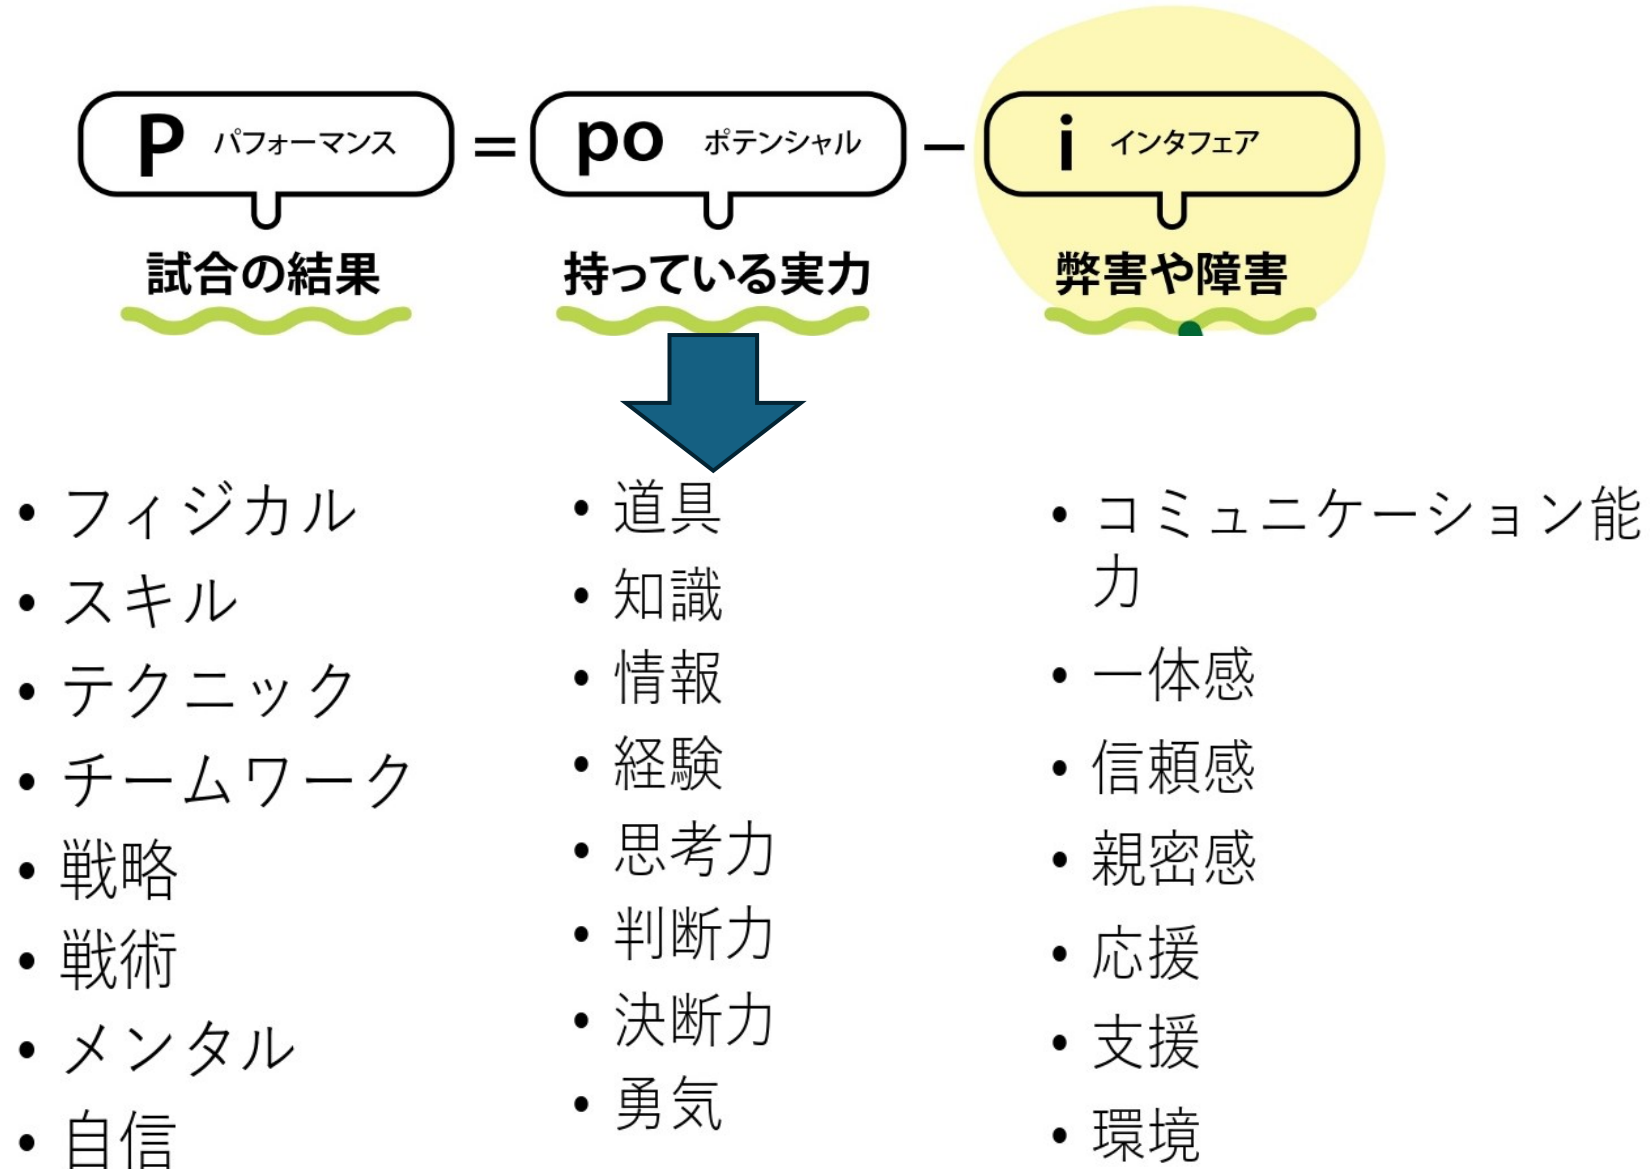 P パフォーマンス = po ポテンシャル − i インタフェア
試合の結果
持っている実力
弊害や障害
• フィジカル
• スキル
• テクニック
• チームワーク
• 戦略
• 戦術
• メンタル
• 自信
• 道具
• 知識
• 情報
• 経験
• 思考力
• 判断力
• 決断力
• 勇気
• コミュニケーション能
力
• 一体感
• 信頼感
• 親密感
• 応援
• 支援
• 環境